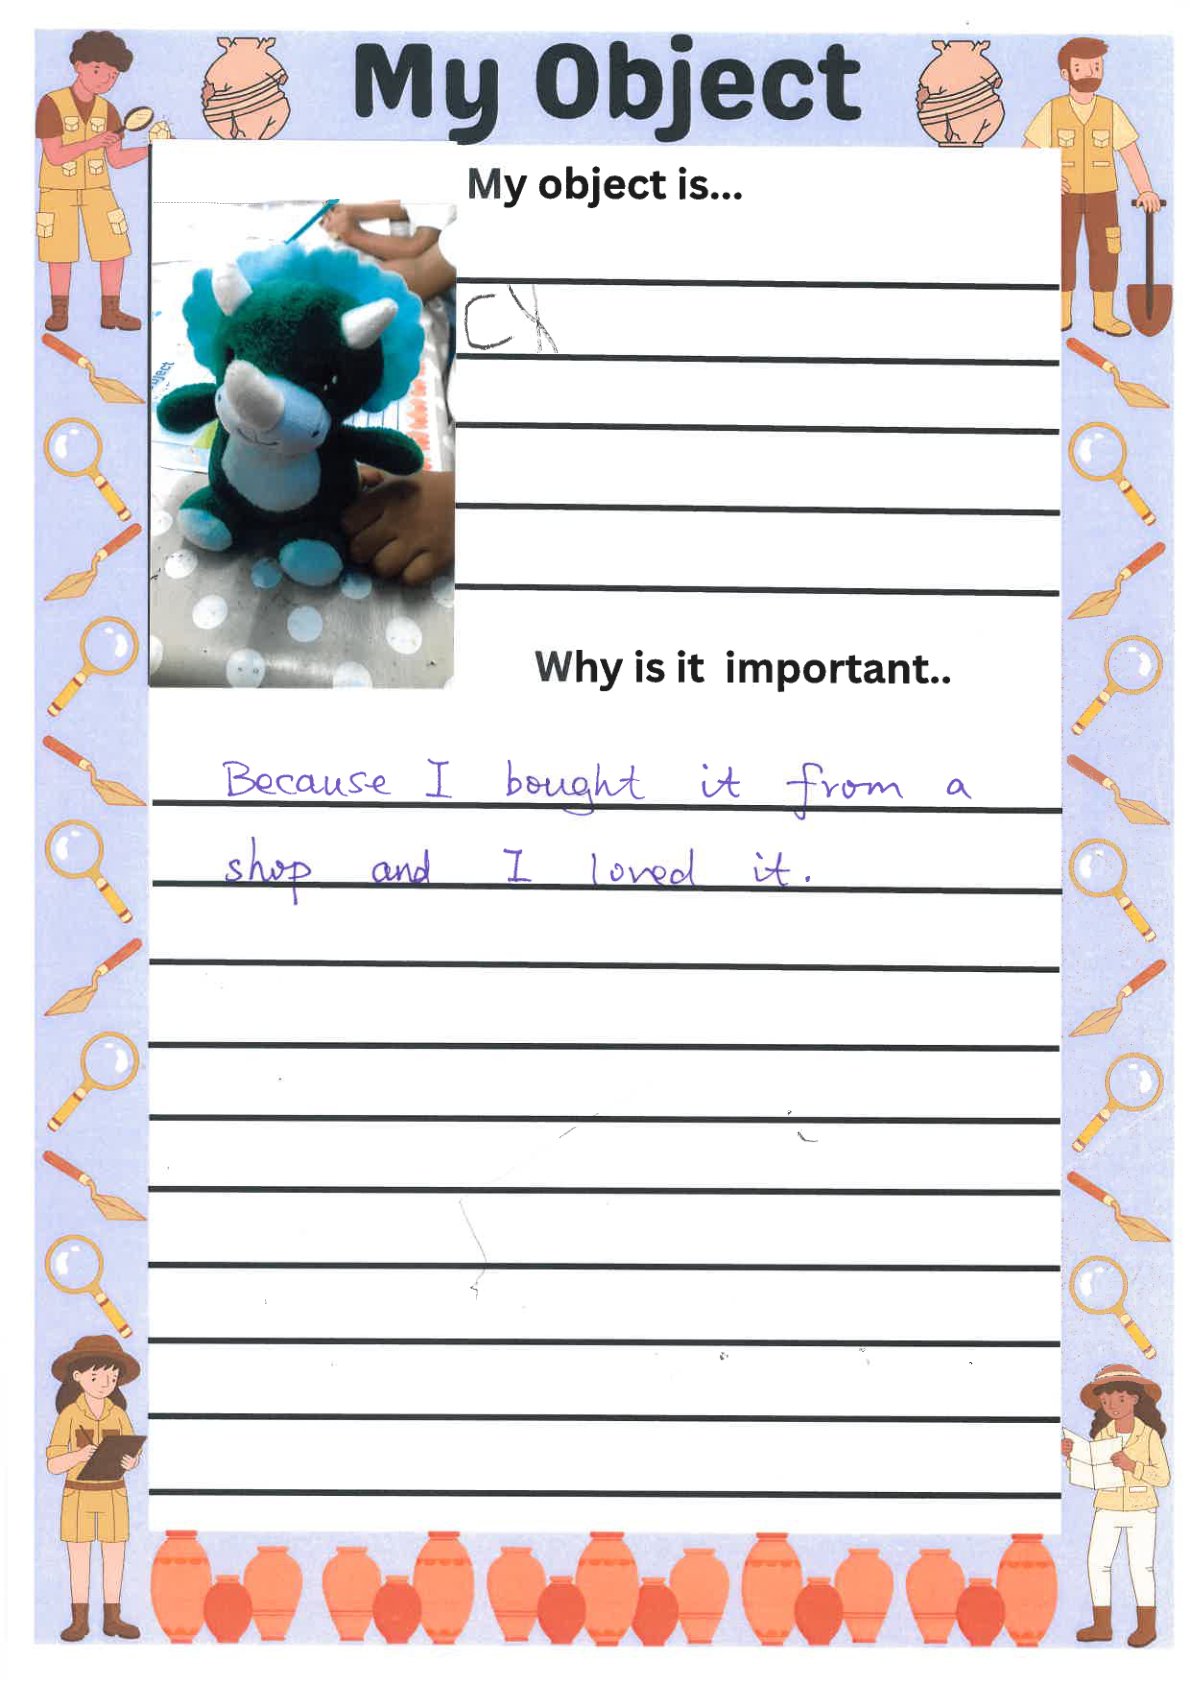 My Object
My object is...
CX
Why is it important..
Because I bought it from a
shop and I loved it.